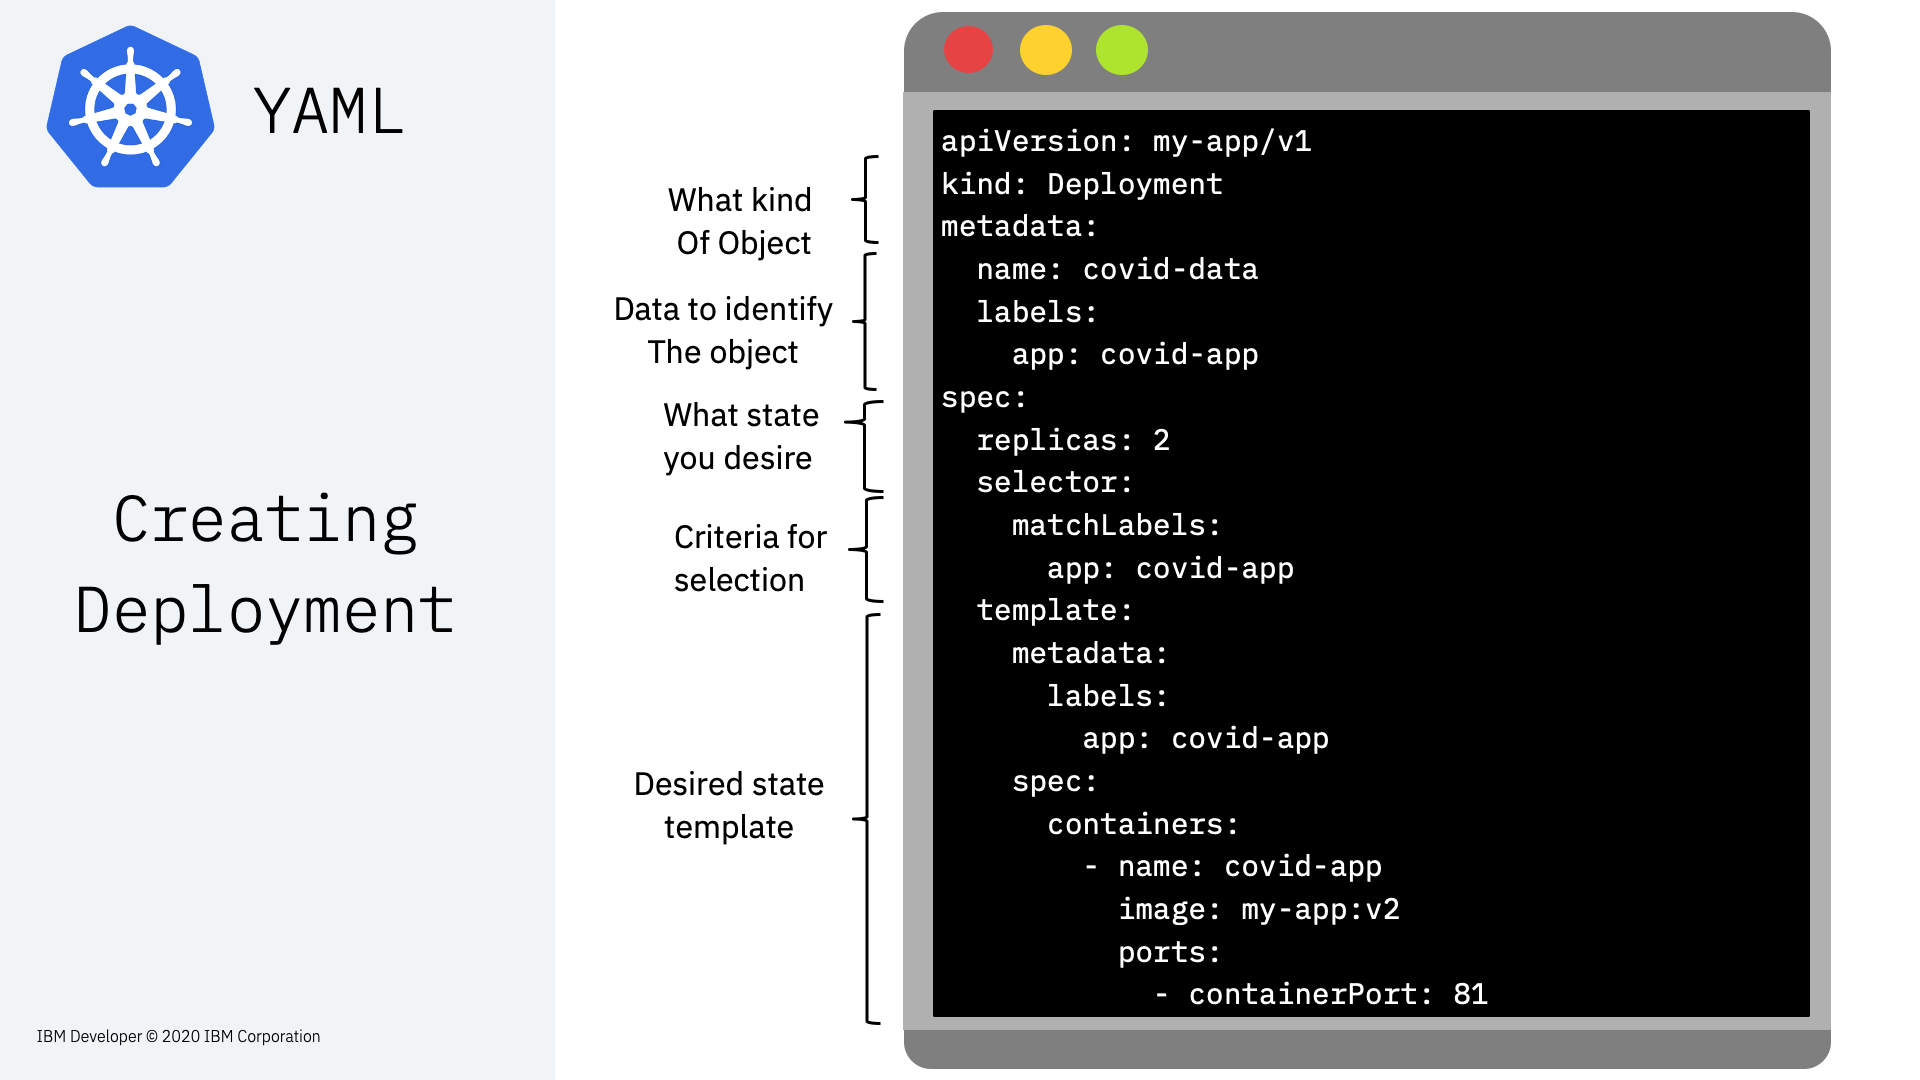 YAML
Creating
Deployment
IBM Developer © 2020 IBM Corporation
What kind
Of Object
Data to identify
The object
What state
you desire
Criteria for
selection
Desired state
template
apiVersion: my-app/v1
kind: Deployment
metadata:
  name: covid-data
  labels:
    app: covid-app
spec:
  replicas: 2
  selector:
    matchLabels:
      app: covid-app
  template:
    metadata:
      labels:
        app: covid-app
    spec:
      containers:
        - name: covid-app
          image: my-app:v2
          ports:
            - containerPort: 81